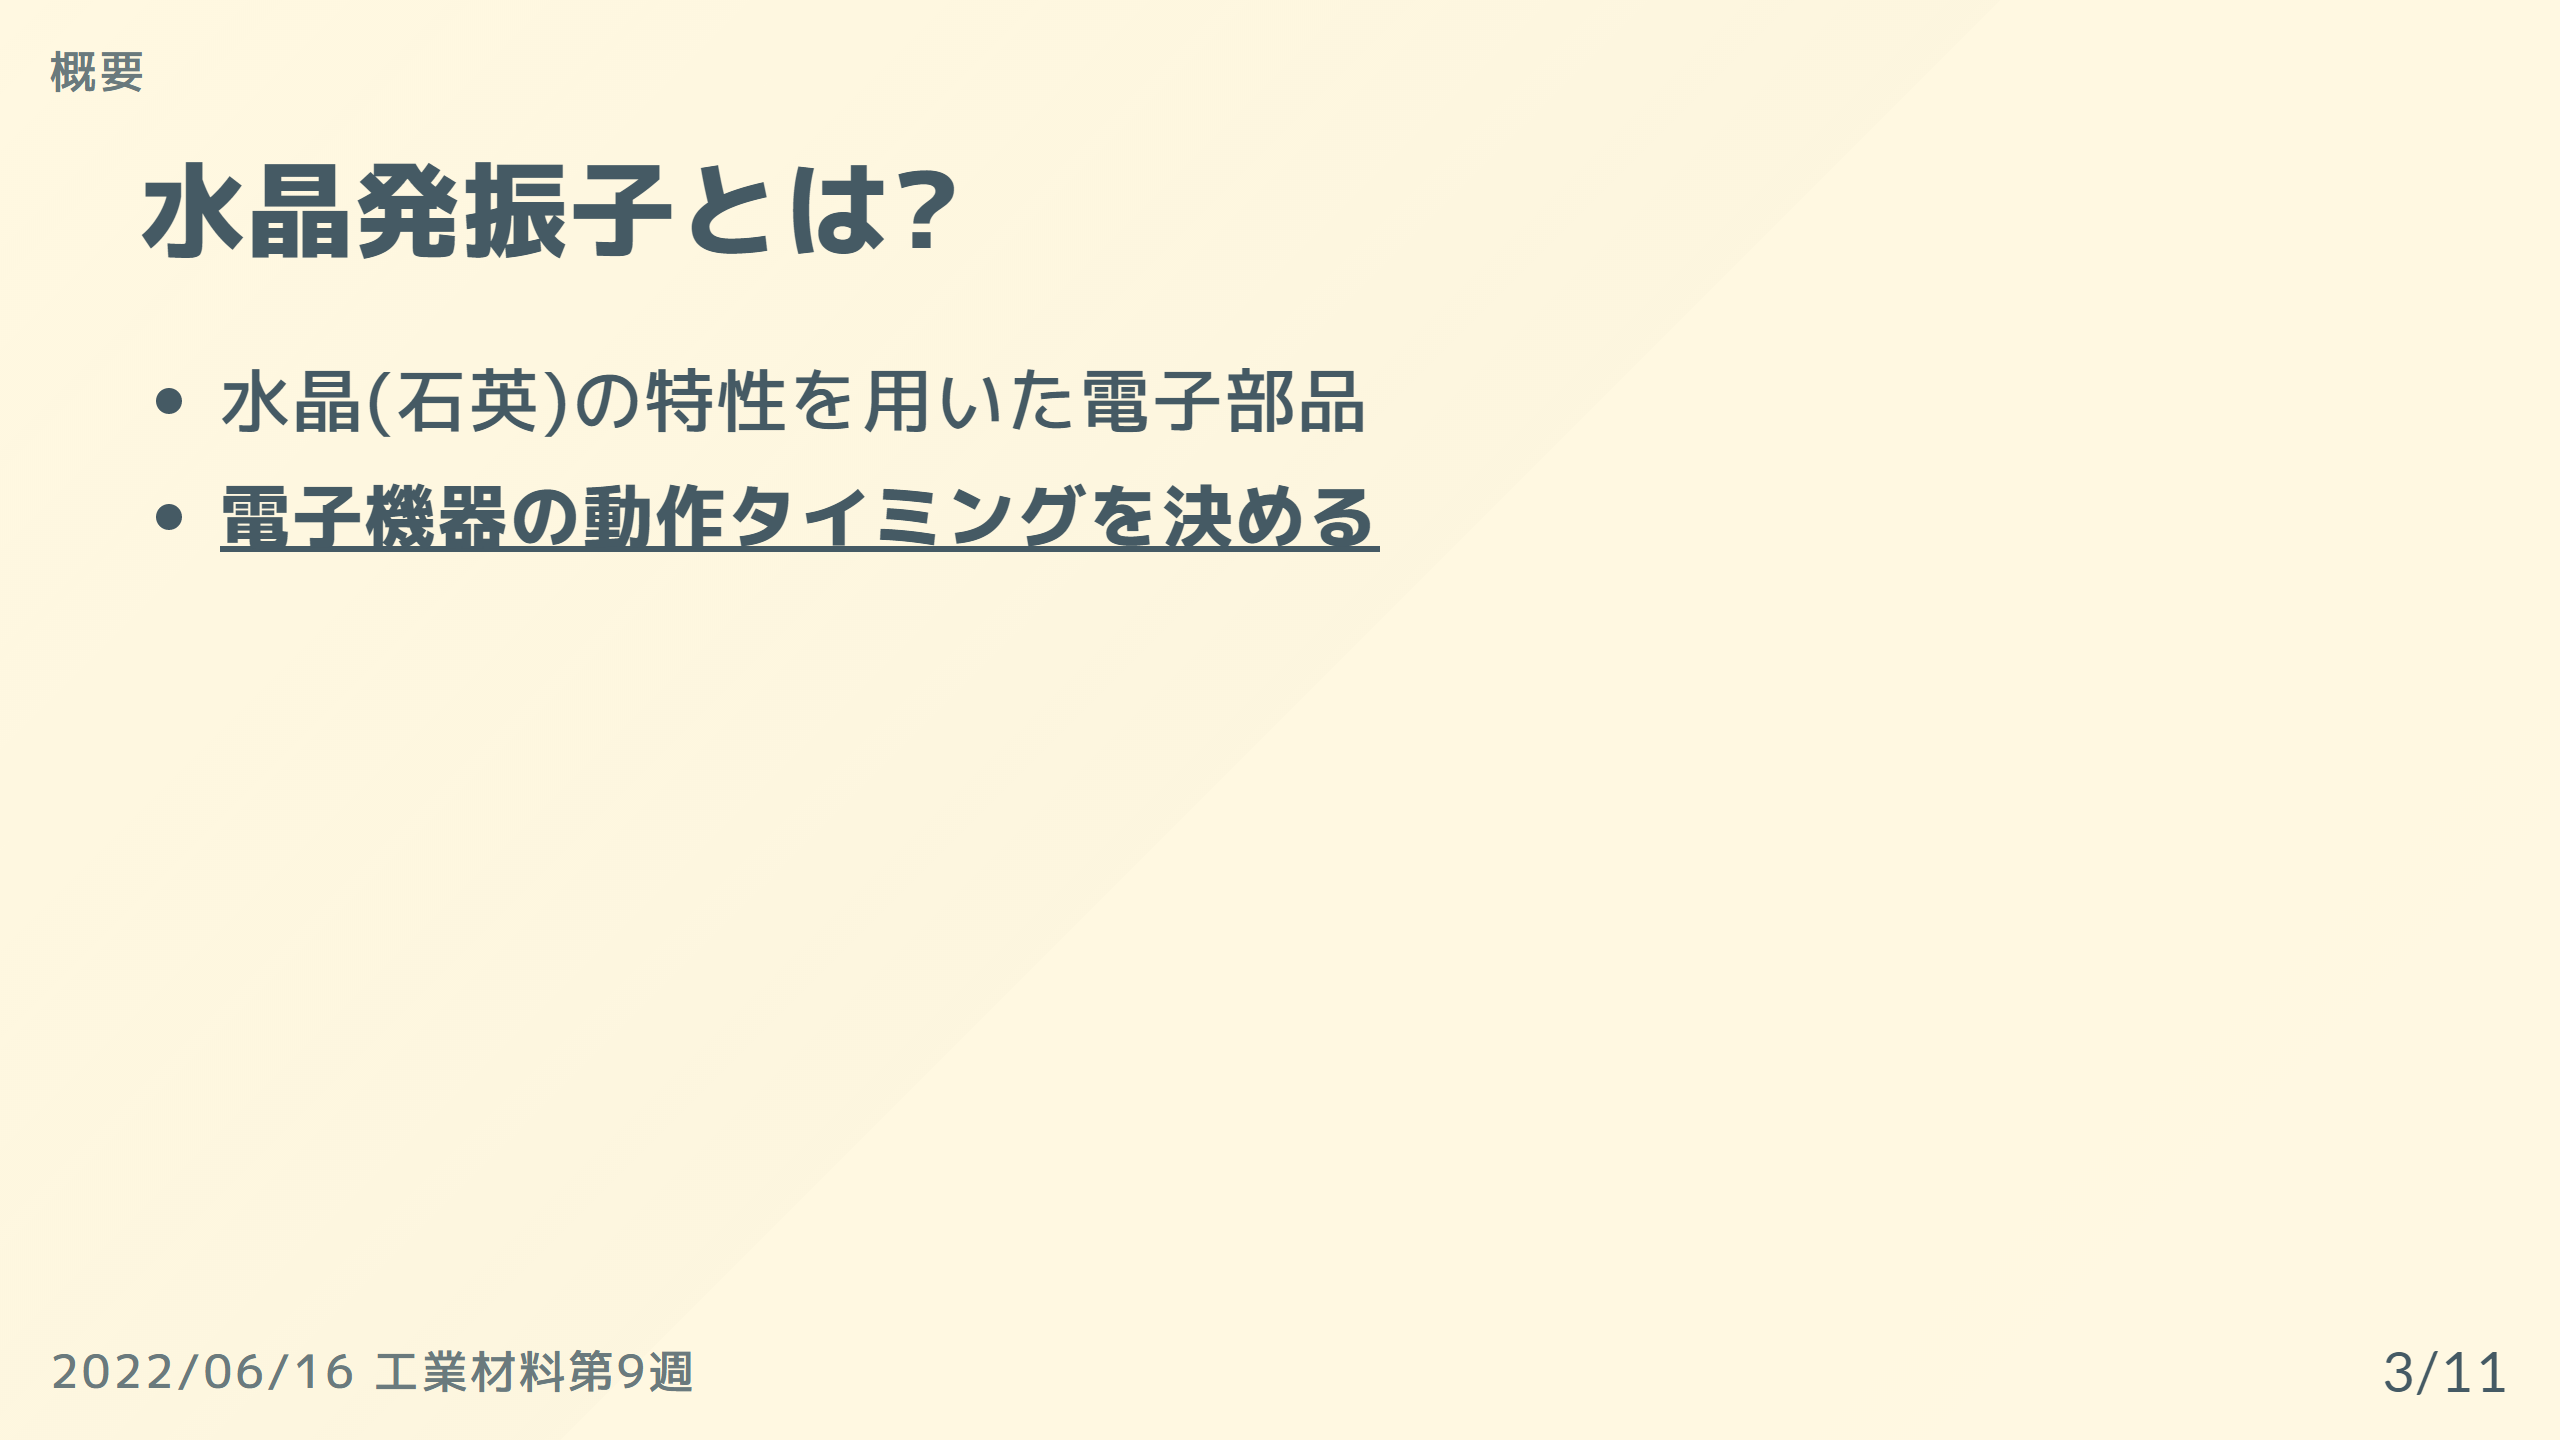 概要
水晶発振子とは?
• 水晶(石英)の特性を用いた電子部品
• 電子機器の動作タイミングを決める
2022/06/16 工業材料第9週
3/11